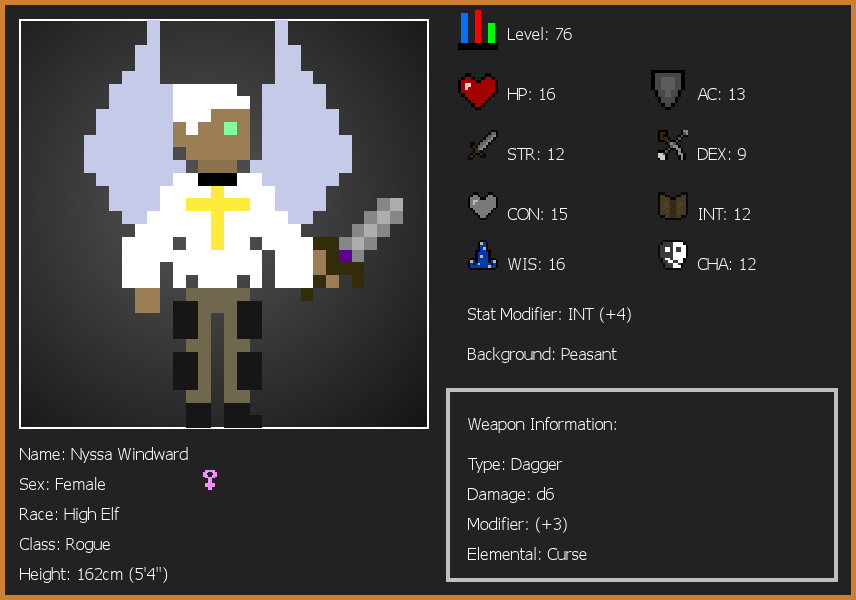 Level: 76
HP: 16
AC: 13
STR: 12
DEX: 9
CON: 15
INT: 12
WIS: 16
CHA: 12
Stat Modifier: INT (+4)
Background: Peasant
Weapon Information:
Type: Dagger
Damage: d6
Modifier: (+3)
Elemental: Curse
Name: Nyssa Windward
Sex: Female
Race: High Elf
Class: Rogue
Height: 162cm (5'4")